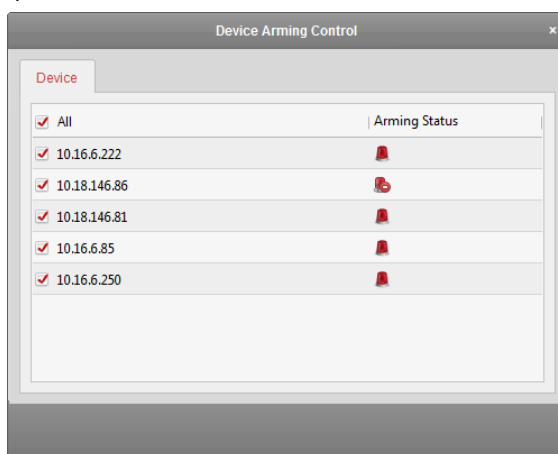 Device Arming Control
Device
All Arming Status
10.16.6.222
10.18.146.86
10.18.146.81
10.16.6.85
10.16.6.250